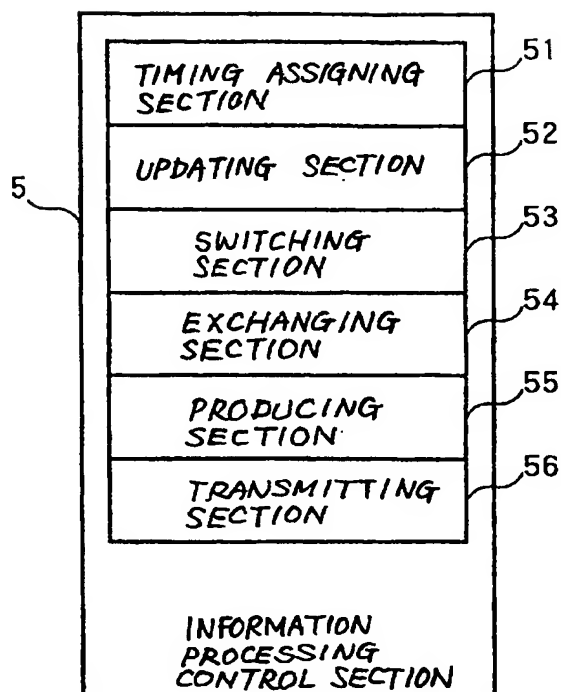 TIMING ASSIGNING
SECTION
51
UPDATING SECTION
52
5
SWITCHING
SECTION
53
EXCHANGING
SECTION
54
PRODUCING
SECTION
55
TRANSMITTING
SECTION
56
INFORMATION
PROCESSING
CONTROL SECTION